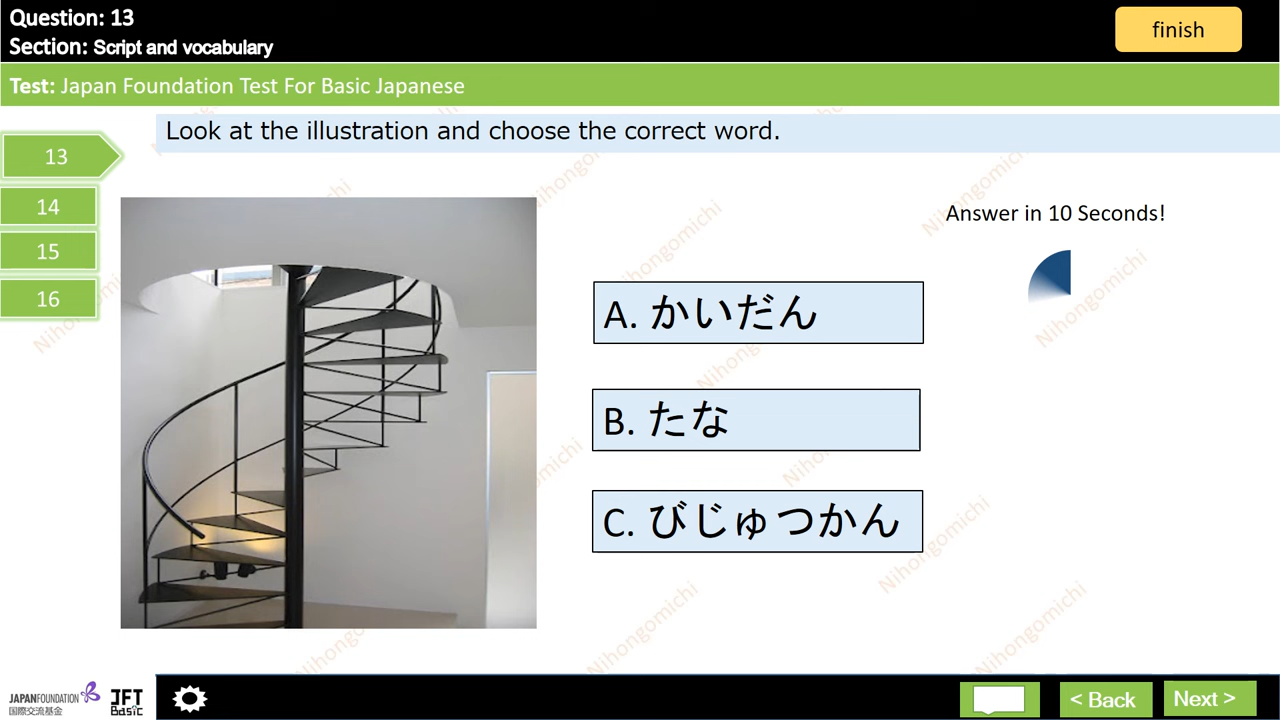 Question: 13
Section: Script and vocabulary
finish
Test: Japan Foundation Test For Basic Japanese
Look at the illustration and choose the correct word.
13
14
15
16
Answer in 10 Seconds!
A. かいだん
B. たな
C. びじゅつかん
Nihongomichi
JAPANFOUNDATION
国際交流基金
JFT
Basic
< Back
Next >